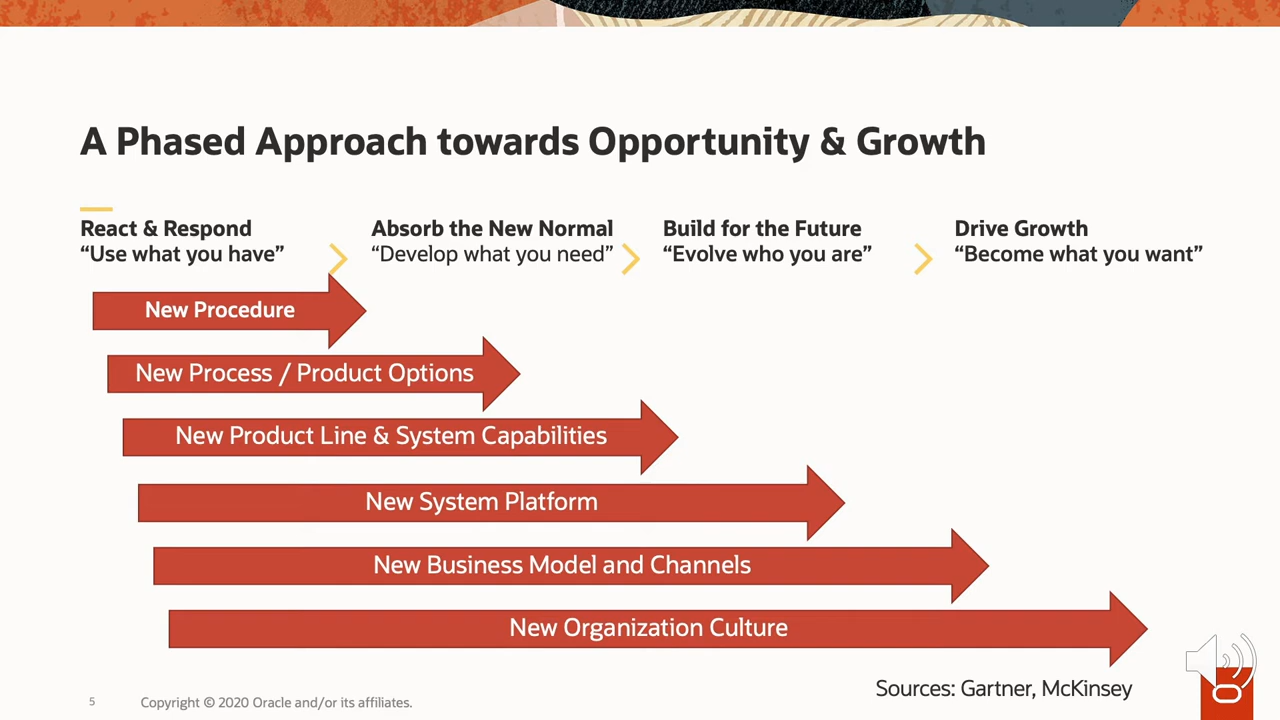 A Phased Approach towards Opportunity & Growth
React & Respond
“Use what you have”
Absorb the New Normal
“Develop what you need”
Build for the Future
“Evolve who you are”
Drive Growth
“Become what you want”
New Procedure
New Process / Product Options
New Product Line & System Capabilities
New System Platform
New Business Model and Channels
New Organization Culture
Sources: Gartner, McKinsey
5
Copyright © 2020 Oracle and/or its affiliates.